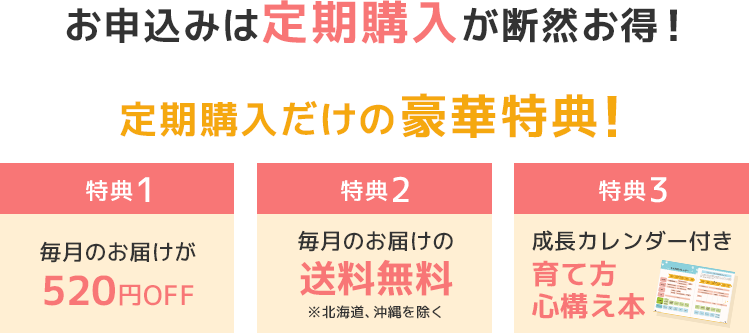 お申込みは定期購入が断然お得！
定期購入だけの豪華特典！
特典1
毎月のお届けが
520円OFF
特典2
毎月のお届けの
送料無料
※北海道、沖縄を除く
特典3
成長カレンダー付き
育て方
心構え本